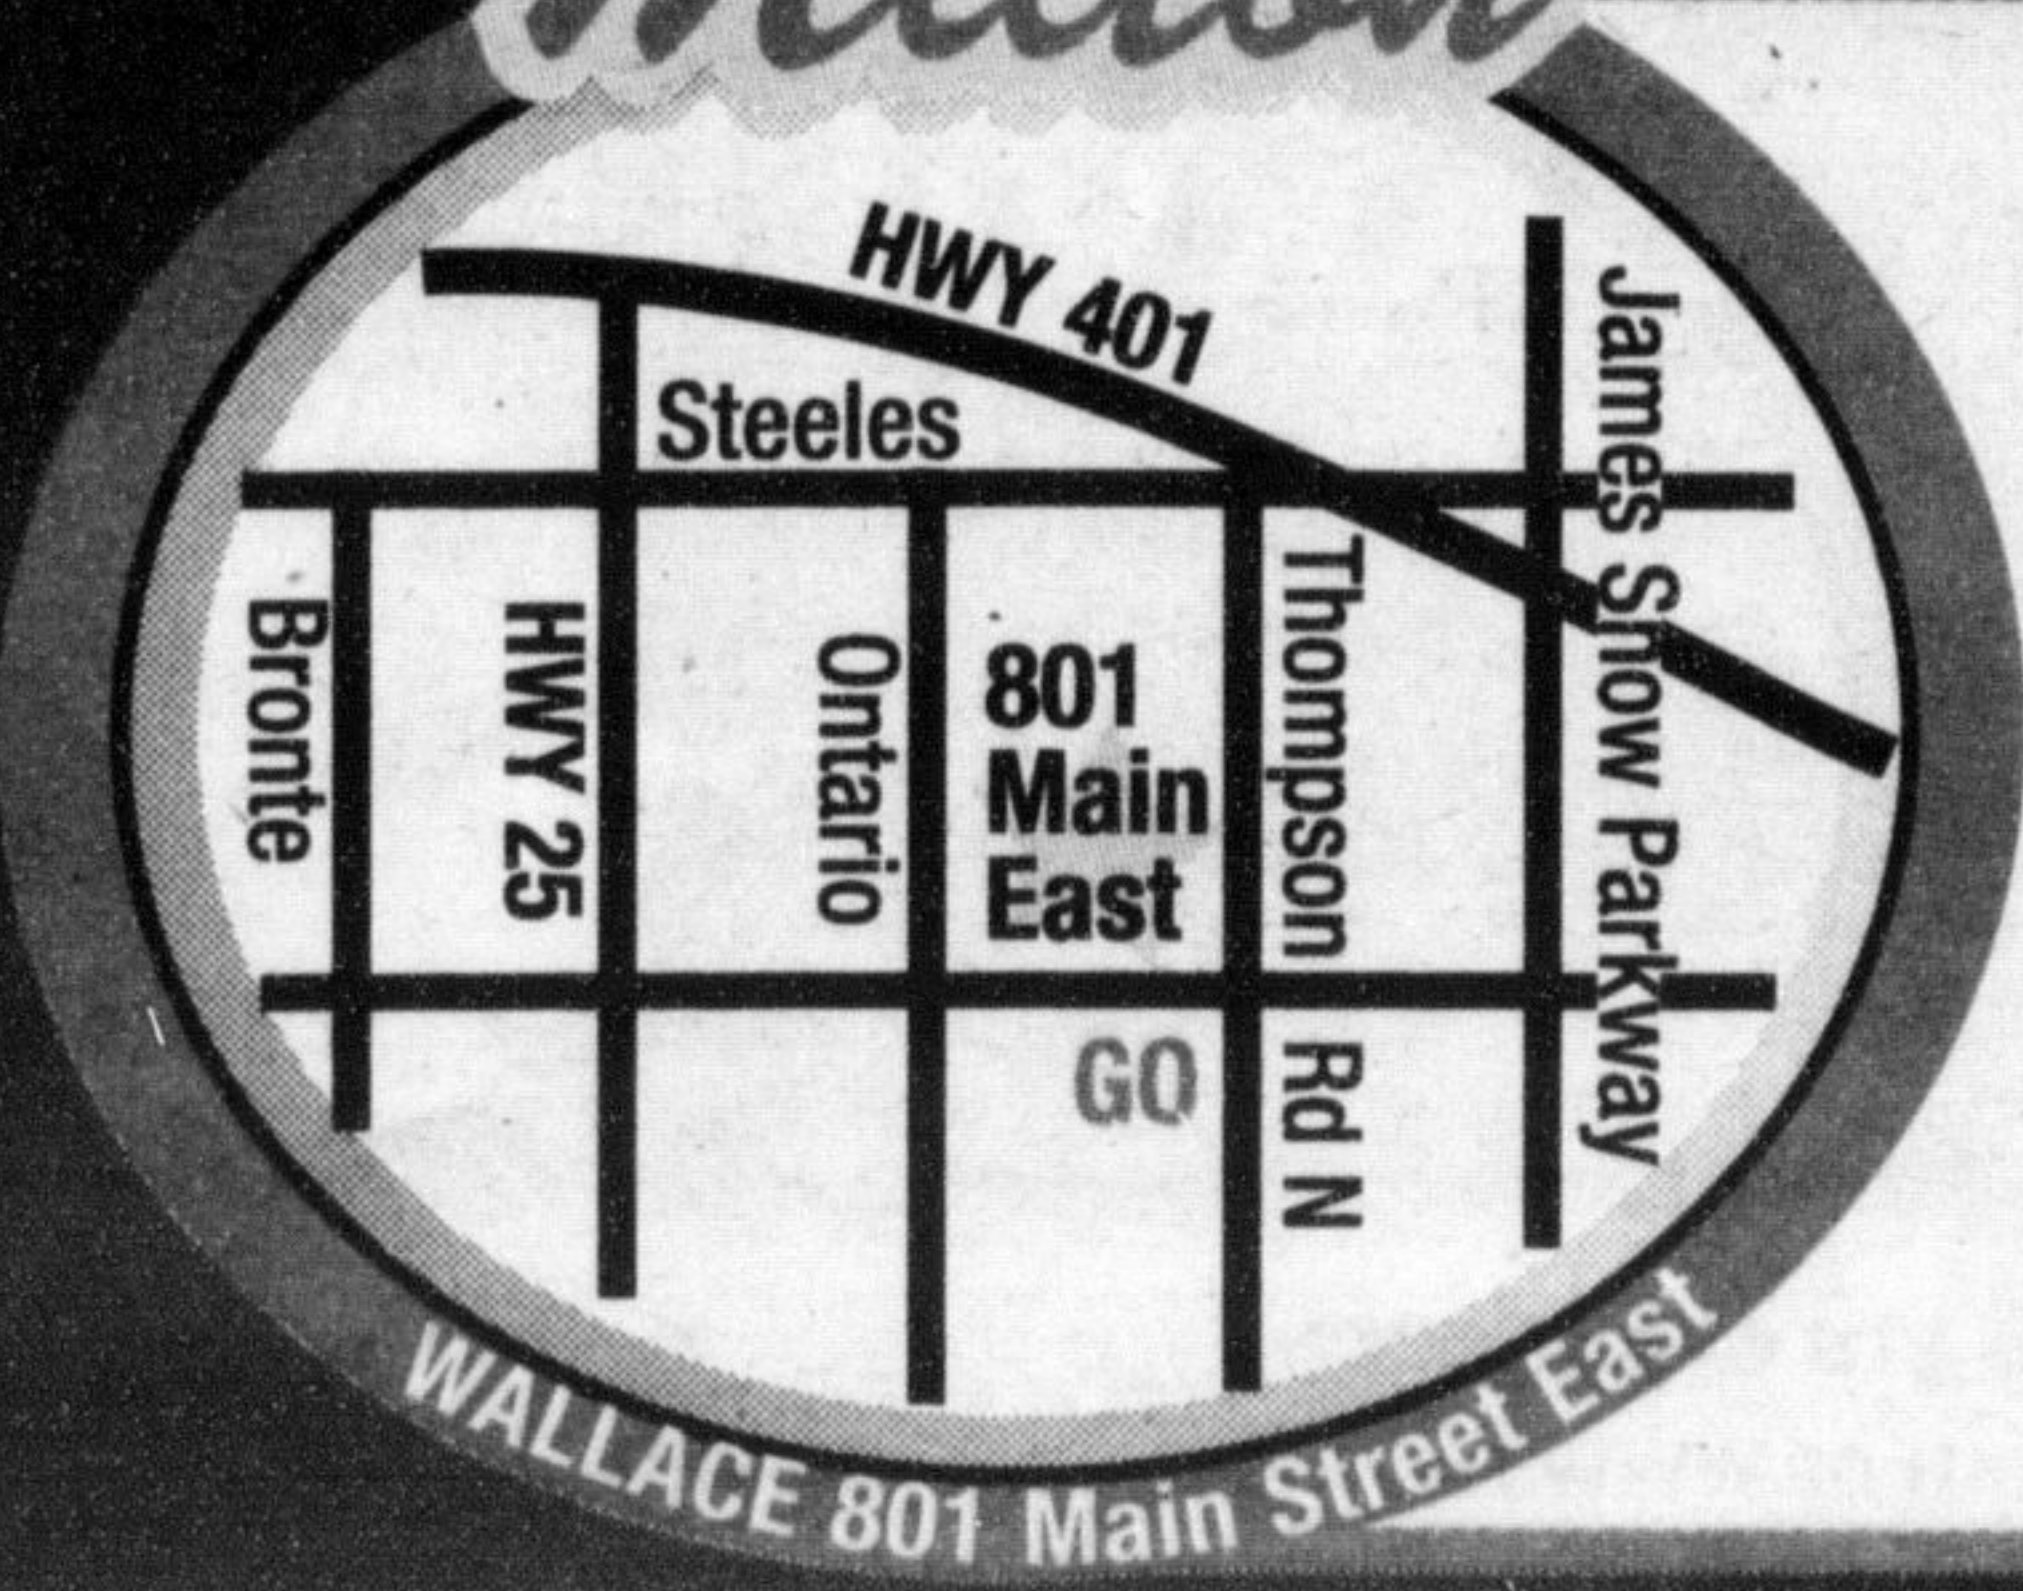 Milton
HWY 401
James Snow Parkway
Steeles
Bronte
HWY 25
Ontario
801
Main
East
Thompson Rd N
GO
WALLACE 801 Main Street East